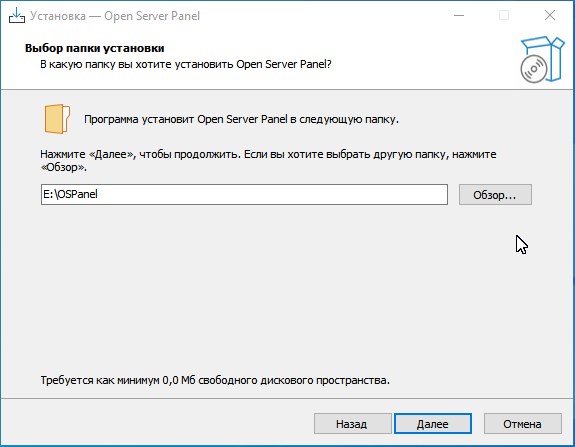 Установка — Open Server Panel
Выбор папки установки
В какую папку вы хотите установить Open Server Panel?
Программа установит Open Server Panel в следующую папку.
Нажмите «Далее», чтобы продолжить. Если вы хотите выбрать другую папку, нажмите
«Обзор».
E:\OSPanel
Обзор...
Требуется как минимум 0,0 Мб свободного дискового пространства.
Назад
Далее
Отмена